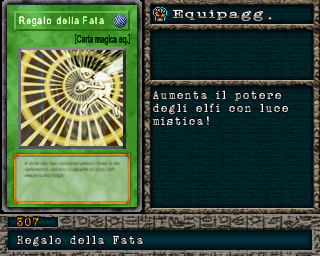 Regalo della Fata
[Carta magica eq.]
Equipagg.
Aumenta il potere
degli elfi con luce
mistica!
307
Regalo della Fata